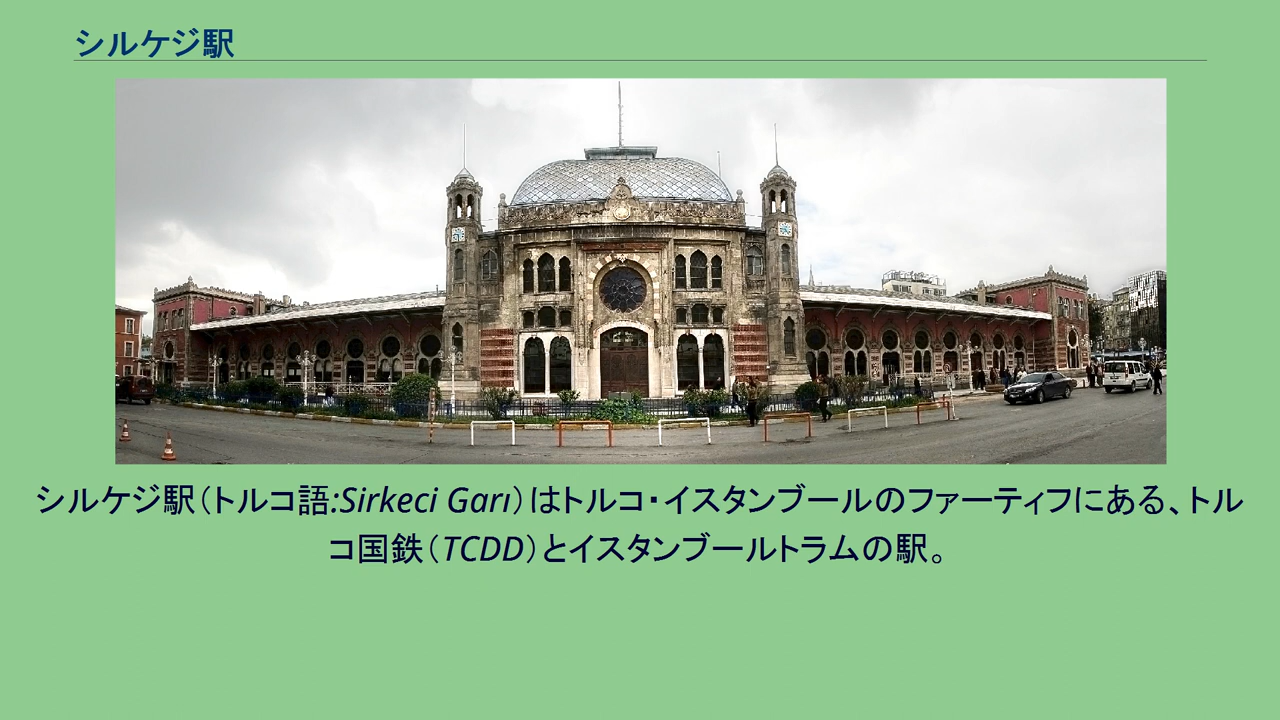 シルケジ駅
シルケジ駅（トルコ語:Sirkeci Garı）はトルコ・イスタンブールのファーティフにある、トル
コ国鉄（TCDD）とイスタンブールトラムの駅。